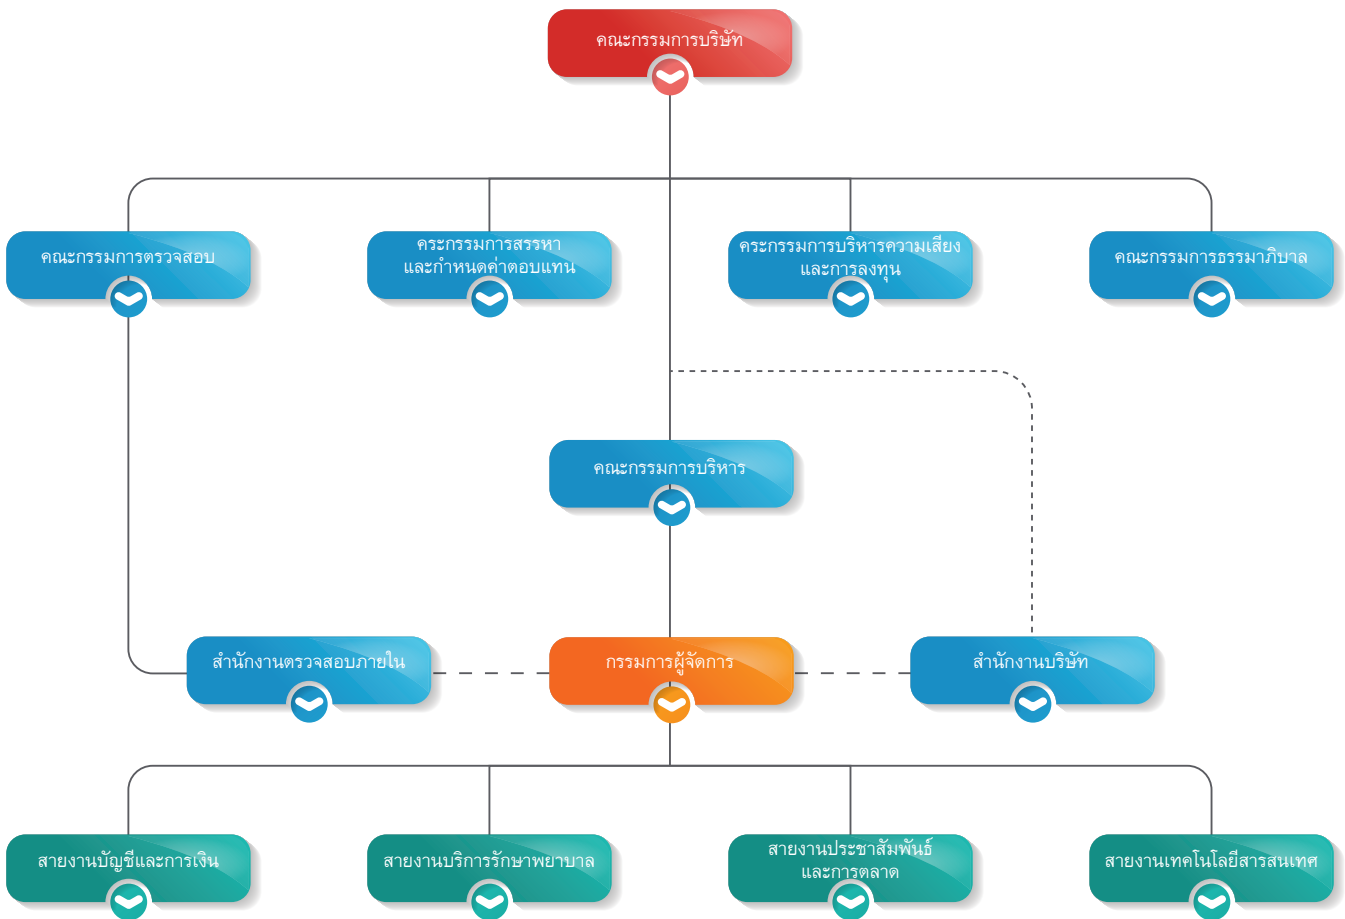 คณะกรรมการบริษัท
คณะกรรมการตรวจสอบ
คระกรรมการสรรหา
และกำหนดค่าตอบแทน
คระกรรมการบริหารความเสี่ยง
และการลงทุน
คณะกรรมการธรรมาภิบาล
คณะกรรมการบริหาร
สำนักงานตรวจสอบภายใน
กรรมการผู้จัดการ
สำนักงานบริษัท
สายงานบัญชีและการเงิน
สายงานบริการรักษาพยาบาล
สายงานประชาสัมพันธ์
และการตลาด
สายงานเทคโนโลยีสารสนเทศ